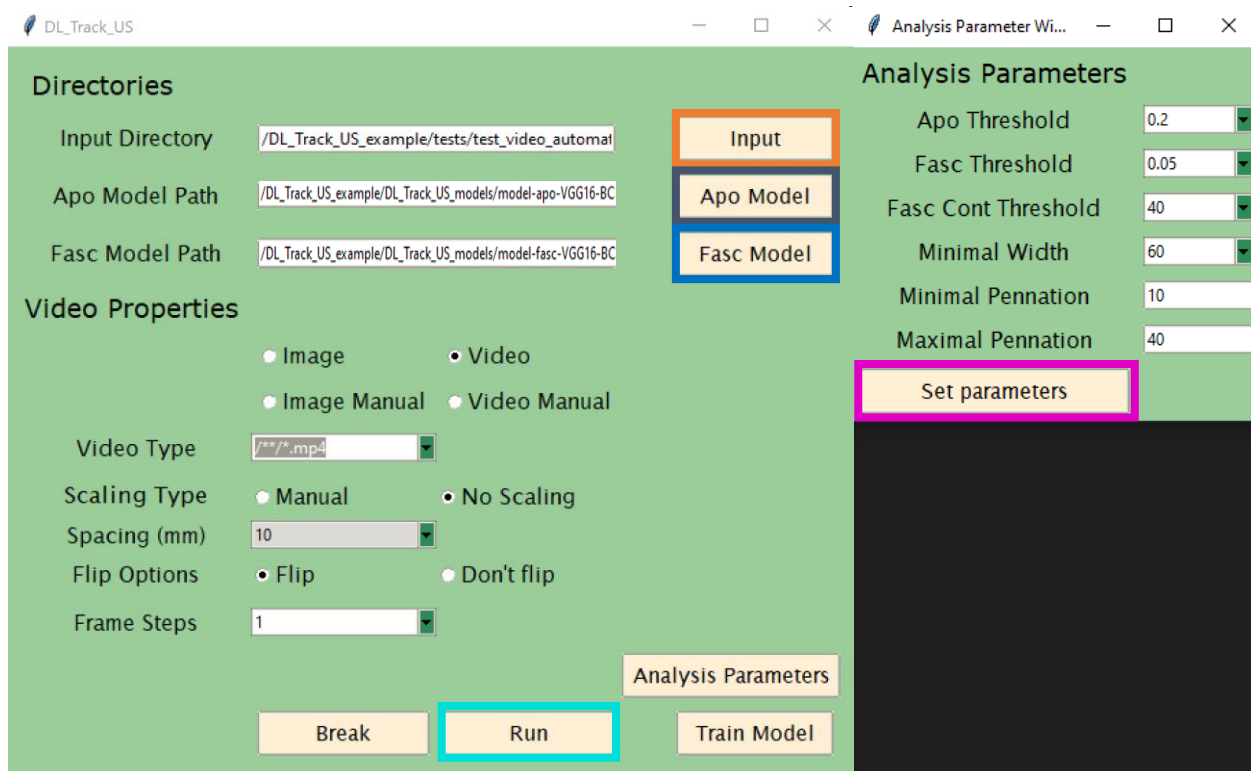 DL_Track_US
Directories
Input Directory /DL_Track_US_example/tests/test_video_automat Input
Apo Model Path /DL_Track_US_example/DL_Track_US_models/model-apo-VGG16-BC Apo Model
Fasc Model Path /DL_Track_US_example/DL_Track_US_models/model-fasc-VGG16-BC Fasc Model
Video Properties
Image Video
Image Manual Video Manual
Video Type /**/*.mp4
Scaling Type Manual No Scaling
Spacing (mm) 10
Flip Options Flip Don't flip
Frame Steps 1
Analysis Parameters
Break Run Train Model
Analysis Parameter Wi...
Analysis Parameters
Apo Threshold 0.2
Fasc Threshold 0.05
Fasc Cont Threshold 40
Minimal Width 60
Minimal Pennation 10
Maximal Pennation 40
Set parameters